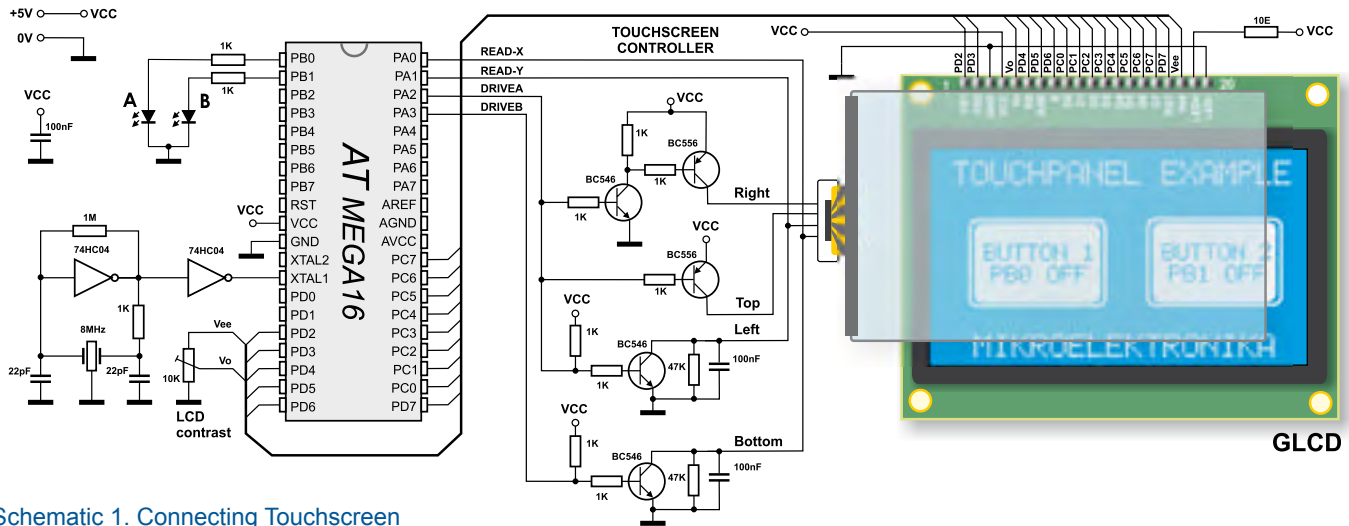 +5V
VCC
0V
VCC
100nF
A
B
1K
1K
AT MEGA16
PB0
PB1
PB2
PB3
PB4
PB5
PB6
PB7
RST
VCC
GND
XTAL2
XTAL1
PD0
PD1
PD2
PD3
PD4
PD5
PD6
PA0
PA1
PA2
PA3
PA4
PA5
PA6
PA7
AREF
AGND
AVCC
PC7
PC6
PC5
PC4
PC3
PC2
PC1
PC0
PD7
VCC
1M
74HC04
74HC04
1K
8MHz
22pF
22pF
Vee
Vo
10K
LCD
contrast
READ-X
READ-Y
DRIVEA
DRIVEB
TOUCHSCREEN
CONTROLLER
VCC
1K
BC556
1K
BC546
1K
Right
VCC
BC556
1K
Top
VCC
1K
BC546
1K
Left
47K
100nF
VCC
1K
BC546
1K
Bottom
47K
100nF
VCC
PD2
PD3
Vo
PD4
PD5
PD6
PC0
PC1
PC2
PC3
PC4
PC5
PC6
PC7
PD7
Vee
10E
VCC
1
20
TOUCHPANEL EXAMPLE
BUTTON 1
PB0 OFF
BUTTON 2
PB1 OFF
MIKROELEKTRONIKA
GLCD
Schematic 1. Connecting Touchscreen